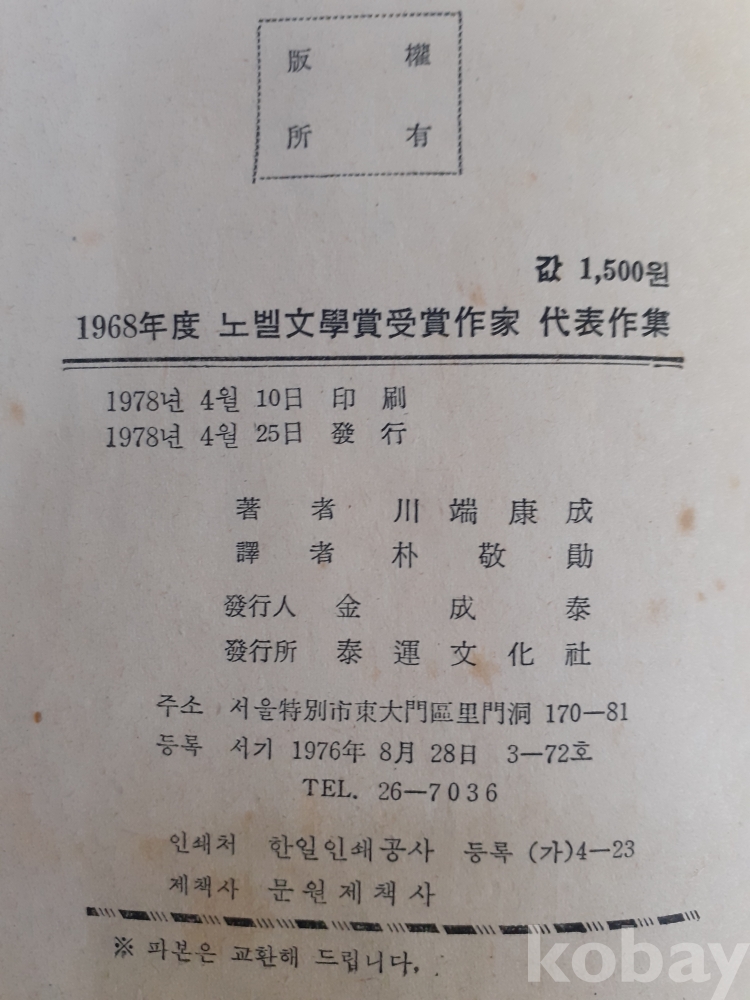 版 權
所 有
값 1,500원
1968年度 노벨文學賞受賞作家 代表作集
1978년 4월 10日 印 刷
1978년 4월 25日 發 行
著 者 川 端 康 成
譯 者 朴 敬 勛
發行人 金 成 泰
發行所 泰 運 文 化 社
주소 서울特別市東大門區里門洞 170—81
등록 서기 1976年 8月 28日 3—72호
TEL. 26—7036
인쇄처 한일인쇄공사 등록 (가)4—23
제책사 문원제책사
※ 파본은 교환해 드립니다.
kobay